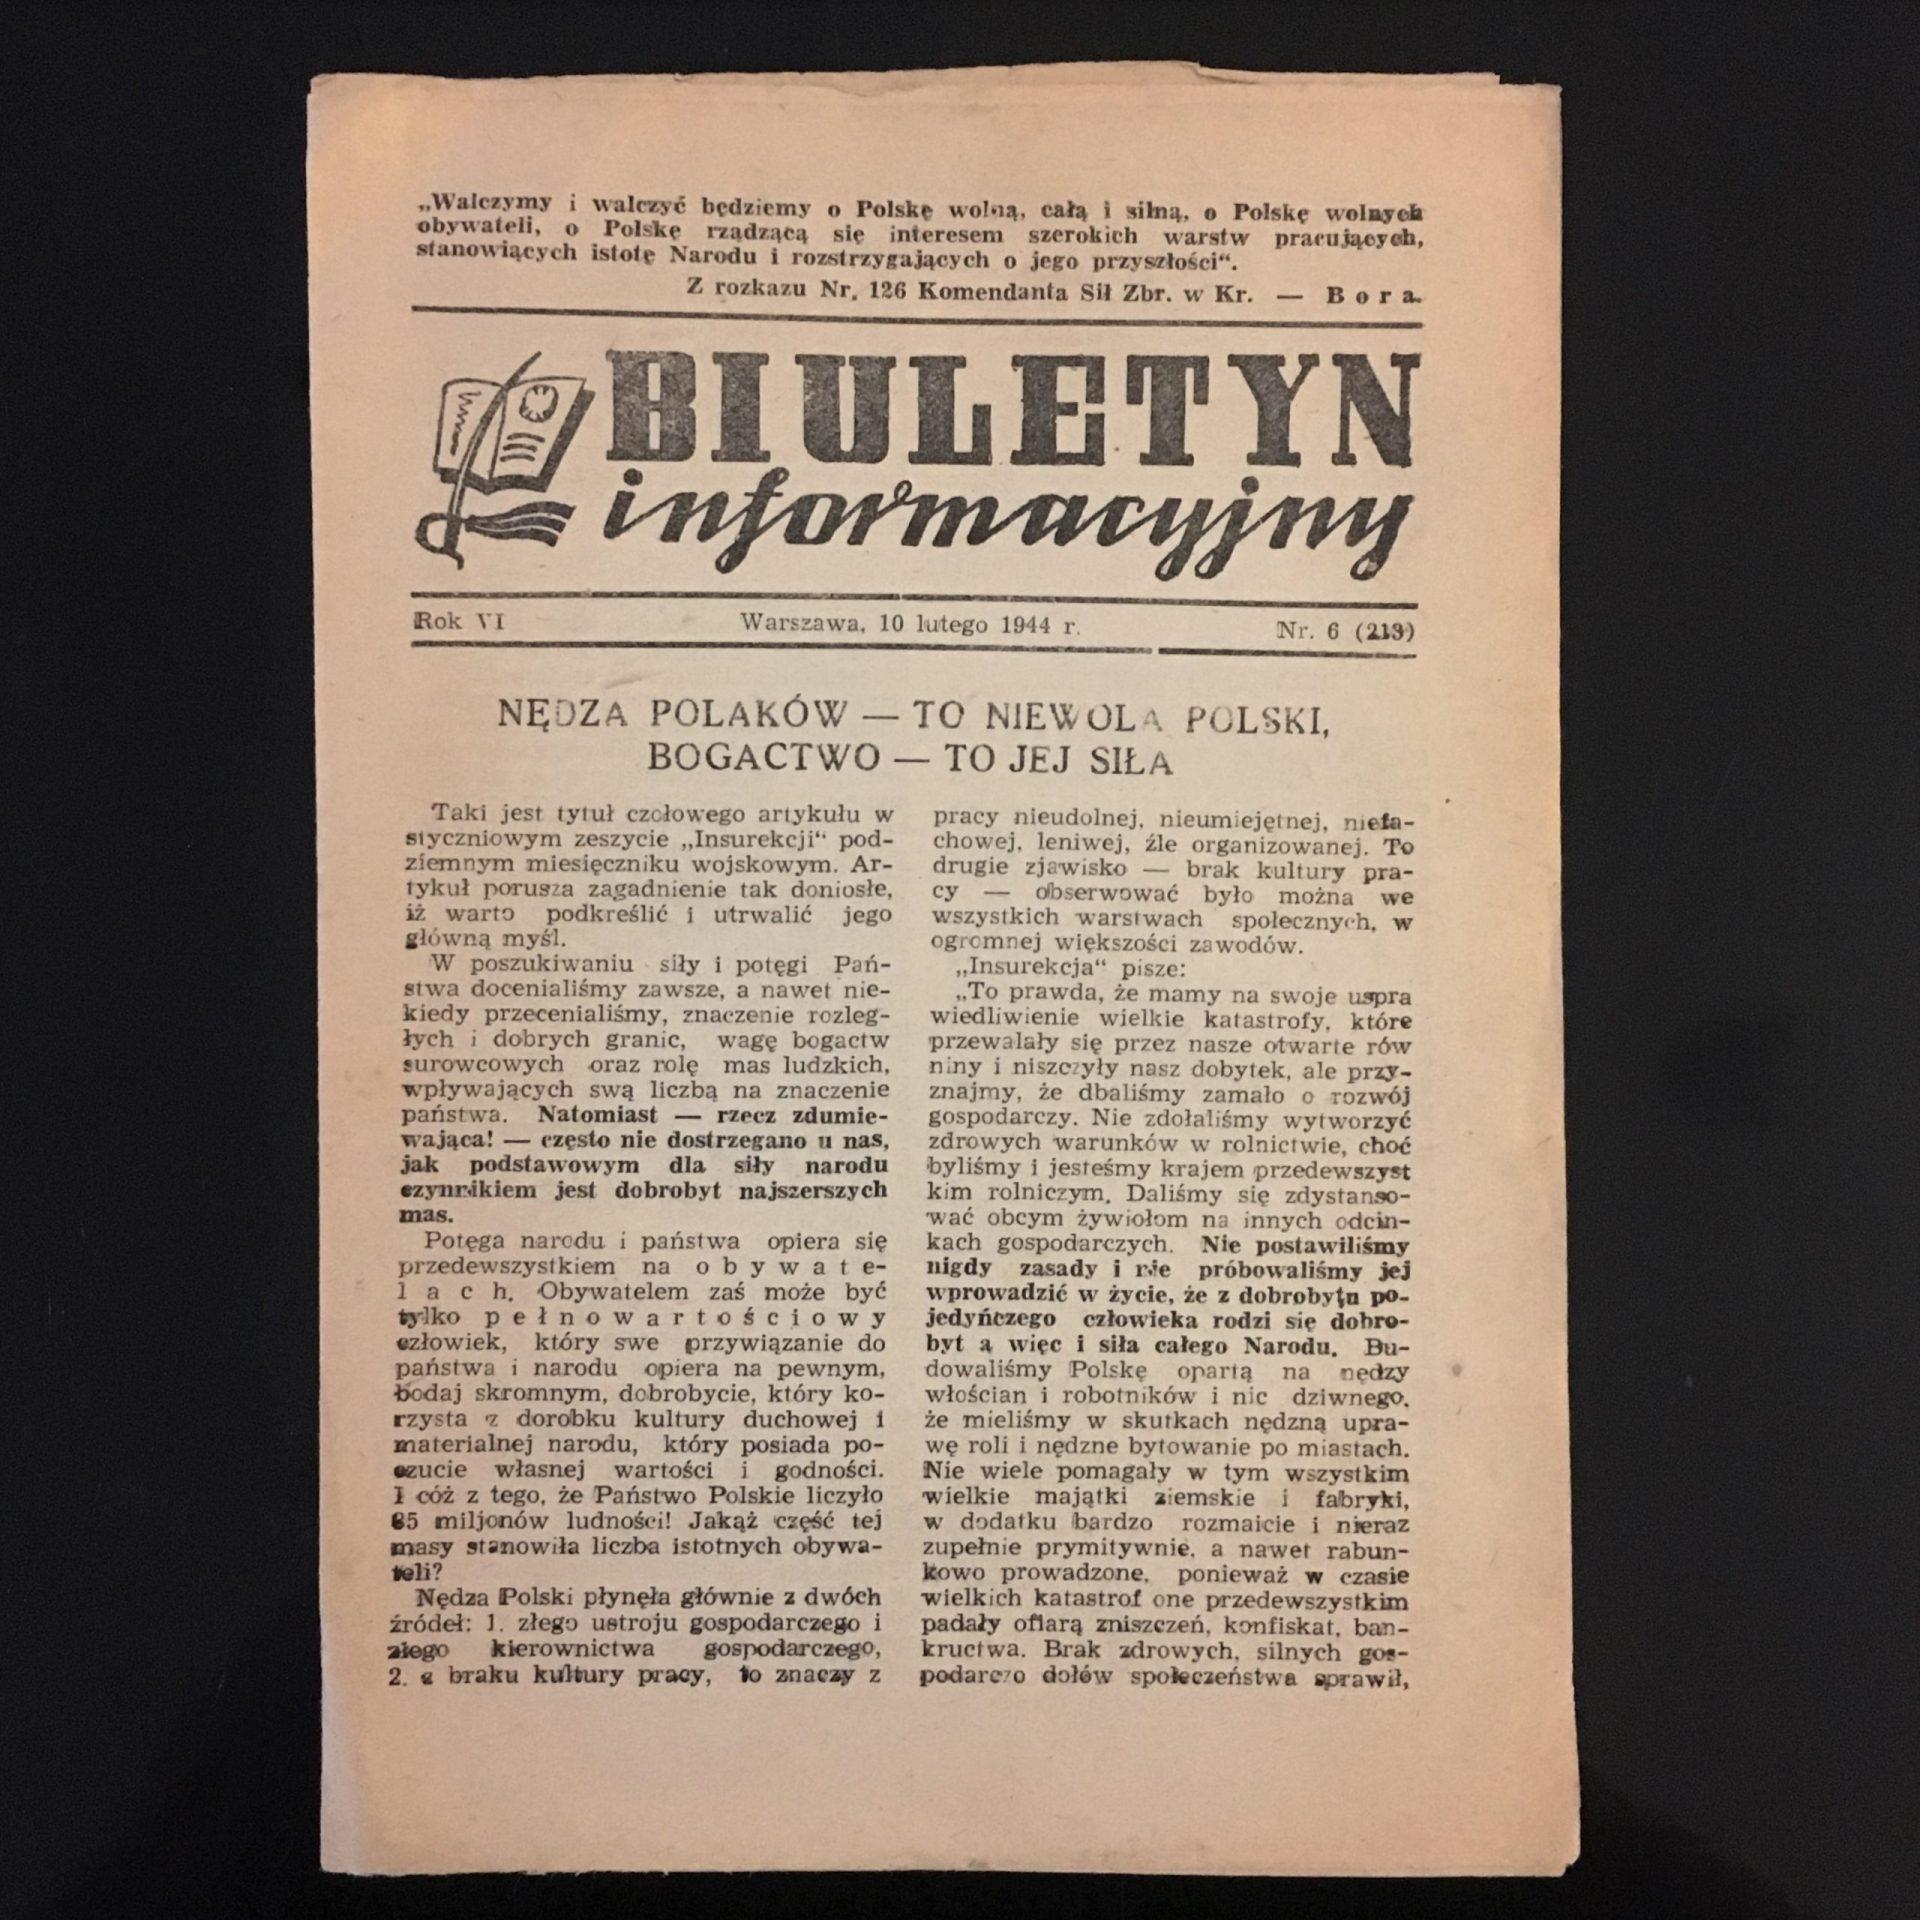 „Walczymy i walczyć będziemy o Polskę wolną, całą i silną, o Polskę wolnych
obywateli, o Polskę rządzącą się interesem szerokich warstw pracujących,
stanowiących istotę Narodu i rozstrzygających o jego przyszłości“.
Z rozkazu Nr. 126 Komendanta Sił Zbr. w Kr. — Bora.
BIULETYN
informacyjny
Rok VI Warszawa, 10 lutego 1944 r. Nr. 6 (213)
NĘDZA POLAKÓW — TO NIEWOLA POLSKI,
BOGACTWO — TO JEJ SIŁA
Taki jest tytuł czołowego artykułu w
styczniowym zeszycie „Insurekcji“ pod-
ziemnym miesięczniku wojskowym. Ar-
tykuł porusza zagadnienie tak doniosłe,
iż warto podkreślić i utrwalić jego
główną myśl.
W poszukiwaniu siły i potęgi Pań-
stwa docenialiśmy zawsze, a nawet nie-
kiedy przecenialiśmy, znaczenie rozleg-
łych i dobrych granic, wagę bogactw
surowcowych oraz rolę mas ludzkich,
wpływających swą liczbą na znaczenie
państwa. Natomiast — rzecz zdumie-
wająca! — często nie dostrzegano u nas,
jak podstawowym dla siły narodu
czynnikiem jest dobrobyt najszerszych
mas.
Potęga narodu i państwa opiera się
przedewszystkiem na obywate-
lach. Obywatelem zaś może być
tylko pełnowartościowy
człowiek, który swe przywiązanie do
państwa i narodu opiera na pewnym,
bodaj skromnym, dobrobycie, który ko-
rzysta z dorobku kultury duchowej i
materialnej narodu, który posiada po-
czucie własnej wartości i godności.
I cóż z tego, że Państwo Polskie liczyło
35 miljonów ludności! Jakąż część tej
masy stanowiła liczba istotnych obywa-
teli?
Nędza Polski płynęła głównie z dwóch
źródeł: 1. złego ustroju gospodarczego i
złego kierownictwa gospodarczego,
2. z braku kultury pracy, to znaczy z
pracy nieudolnej, nieumiejętnej, niefa-
chowej, leniwej, źle organizowanej. To
drugie zjawisko — brak kultury pra-
cy — obserwować było można we
wszystkich warstwach społecznych, w
ogromnej większości zawodów.
„Insurekcja“ pisze:
„To prawda, że mamy na swoje uspra
wiedliwienie wielkie katastrofy, które
przewalały się przez nasze otwarte rów
niny i niszczyły nasz dobytek, ale przy-
znajmy, że dbaliśmy zamało o rozwój
gospodarczy. Nie zdołaliśmy wytworzyć
zdrowych warunków w rolnictwie, choć
byliśmy i jesteśmy krajem przedewszyst
kim rolniczym. Daliśmy się zdystanso-
wać obcym żywiołom na innych odcin-
kach gospodarczych. Nie postawiliśmy
nigdy zasady i nie próbowaliśmy jej
wprowadzić w życie, że z dobrobytu po-
jedyńczego człowieka rodzi się dobro-
byt a więc i siła całego Narodu. Bu-
dowaliśmy Polskę opartą na nędzy
włościan i robotników i nic dziwnego,
że mieliśmy w skutkach nędzną upra-
wę roli i nędzne bytowanie po miastach.
Nie wiele pomagały w tym wszystkim
wielkie majątki ziemskie i fabryki,
w dodatku bardzo rozmaicie i nieraz
zupełnie prymitywnie, a nawet rabun-
kowo prowadzone, ponieważ w czasie
wielkich katastrof one przedewszystkim
padały ofiarą zniszczeń, konfiskat, ban-
kructwa. Brak zdrowych, silnych gos-
podarczo dołów społeczeństwa sprawił,